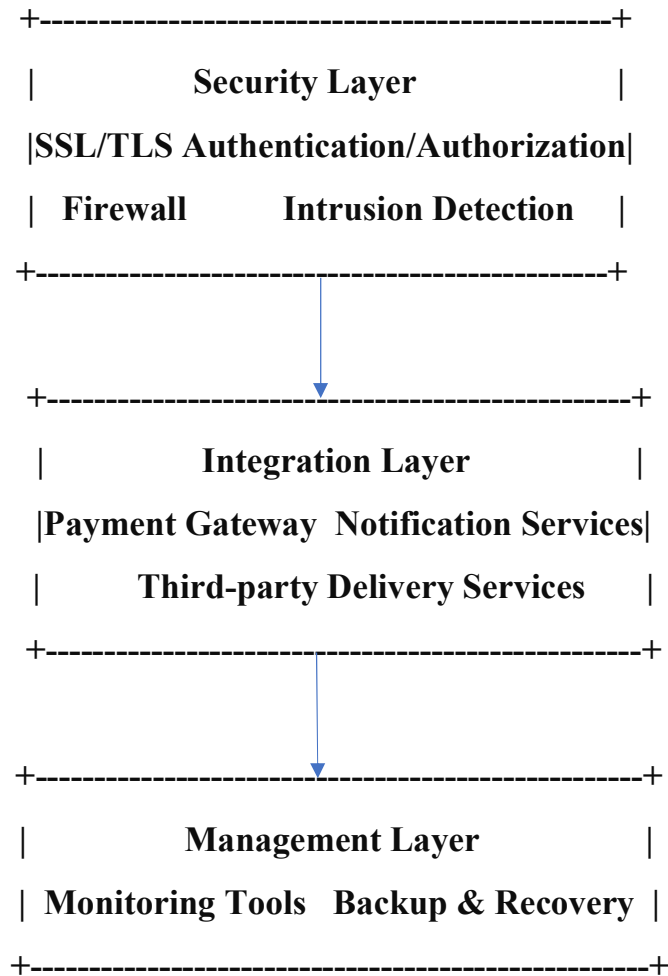 +-------------------------------------------------+
| Security Layer |
|SSL/TLS Authentication/Authorization|
| Firewall Intrusion Detection |
+-------------------------------------------------+
+-------------------------------------------------+
| Integration Layer |
|Payment Gateway Notification Services|
| Third-party Delivery Services |
+---------------------------------------------------+
+----------------------------------------------------+
| Management Layer |
| Monitoring Tools Backup & Recovery |
+-----------------------------------------------------+